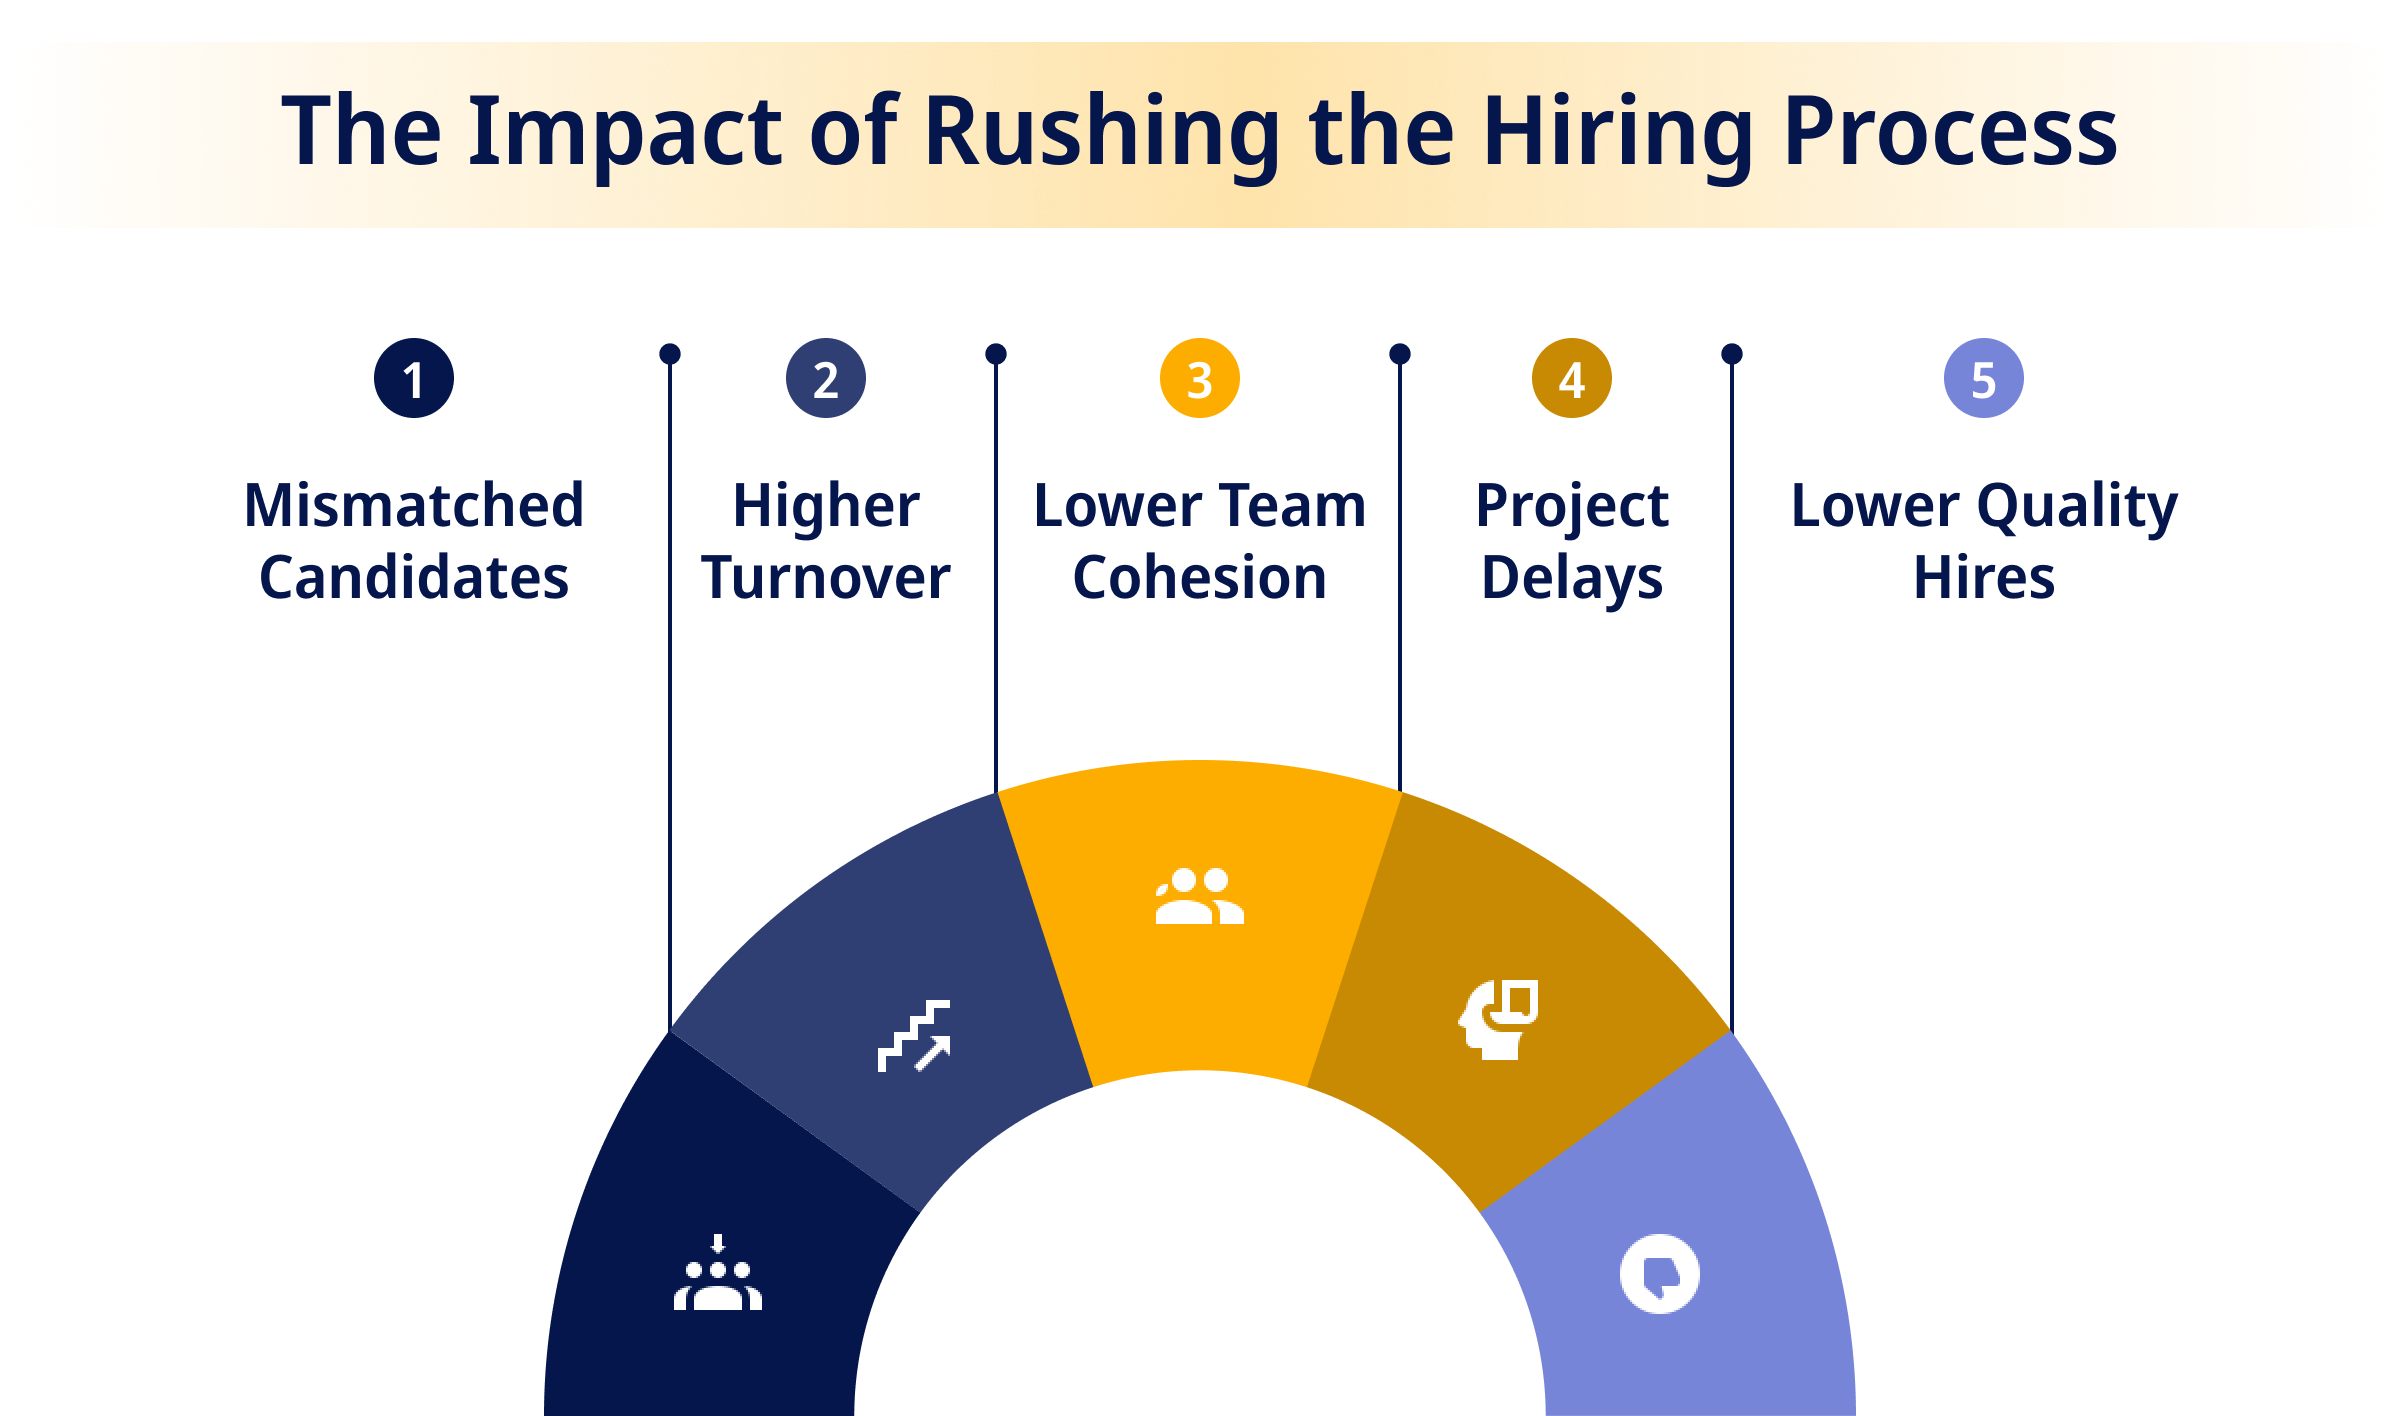 The Impact of Rushing the Hiring Process
1
Mismatched
Candidates
2
Higher
Turnover
3
Lower Team
Cohesion
4
Project
Delays
5
Lower Quality
Hires